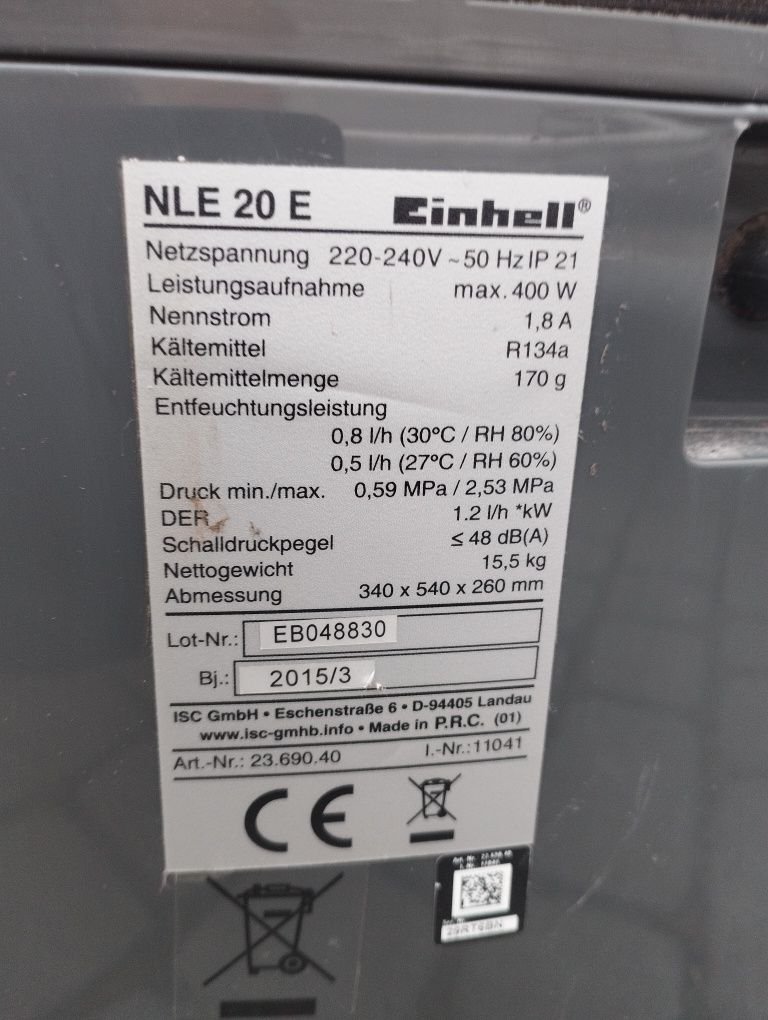 NLE 20 E Einhell®
Netzspannung 220-240V ~ 50 Hz IP 21
Leistungsaufnahme max. 400 W
Nennstrom 1,8 A
Kältemittel R134a
Kältemittelmenge 170 g
Entfeuchtungsleistung
0,8 l/h (30°C / RH 80%)
0,5 l/h (27°C / RH 60%)
Druck min./max. 0,59 MPa / 2,53 MPa
DER 1.2 l/h *kW
Schalldruckpegel ≤ 48 dB(A)
Nettogewicht 15,5 kg
Abmessung 340 x 540 x 260 mm
Lot-Nr.: EB048830
Bj.: 2015/3
ISC GmbH • Eschenstraße 6 • D-94405 Landau
www.isc-gmhb.info • Made in P.R.C. (01)
Art.-Nr.: 23.690.40 I.-Nr.:11041
CE